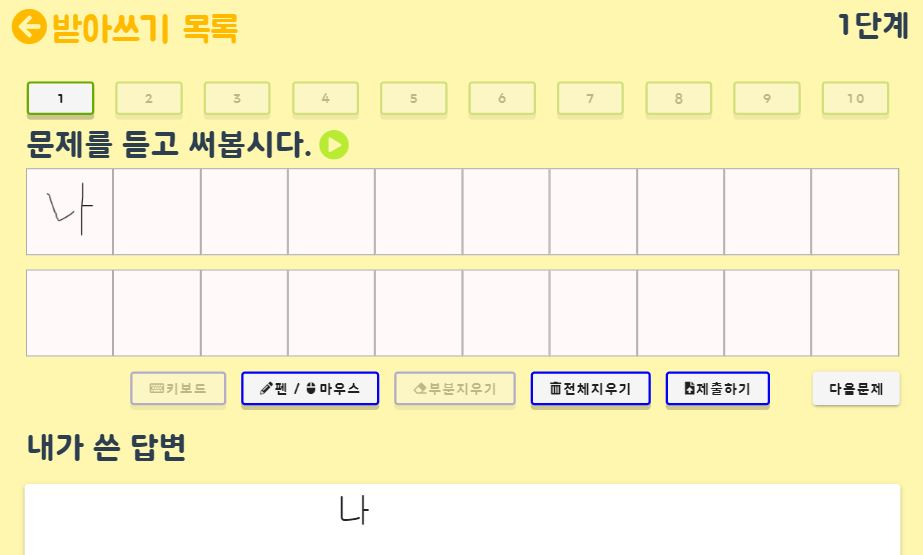 받아쓰기 목록
1단계
1 2 3 4 5 6 7 8 9 10
문제를 듣고 써봅시다.
나
키보드 펜 / 마우스 부분지우기 전체지우기 제출하기 다음문제
내가 쓴 답변
나